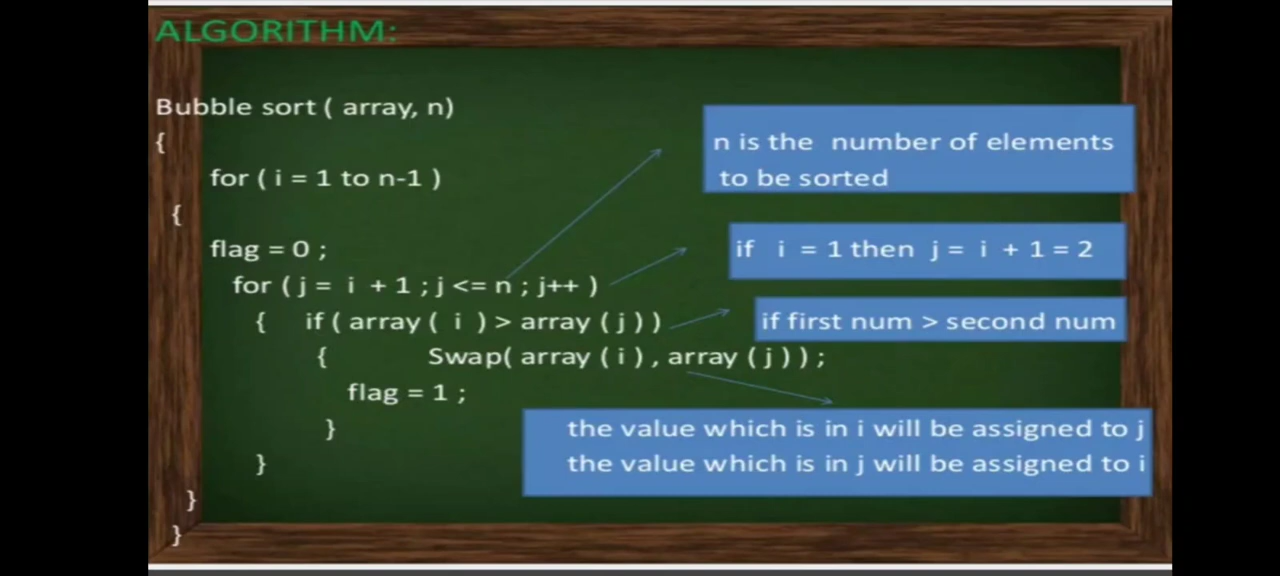 ALGORITHM:
Bubble sort ( array, n)
{
for ( i = 1 to n-1 )
{
flag = 0 ;
for ( j = i + 1 ; j <= n ; j++ )
{ if ( array ( i ) > array ( j ) )
{ Swap( array ( i ) , array ( j ) ) ;
flag = 1 ;
}
}
}
}
n is the number of elements
to be sorted
if i = 1 then j = i + 1 = 2
if first num > second num
the value which is in i will be assigned to j
the value which is in j will be assigned to i